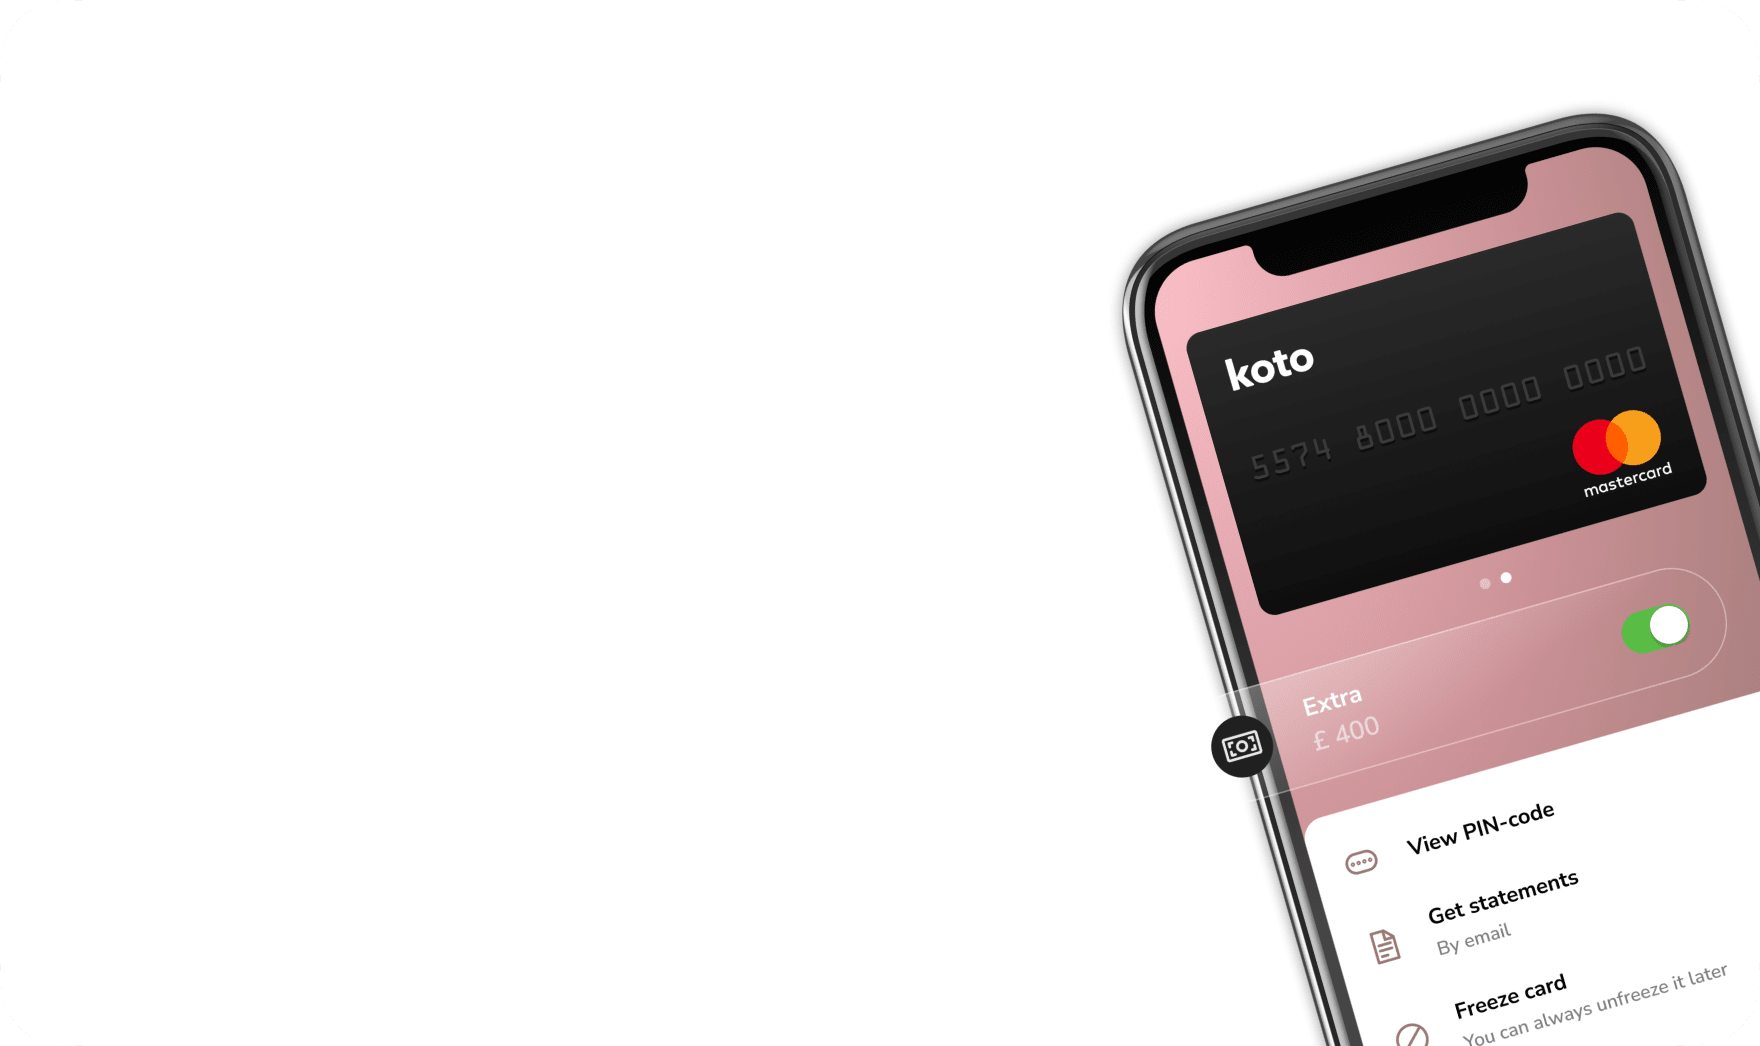 koto
5574 8000 0000 0000
mastercard
Extra
£ 400
View PIN-code
Get statements
By email
Freeze card
You can always unfreeze it later